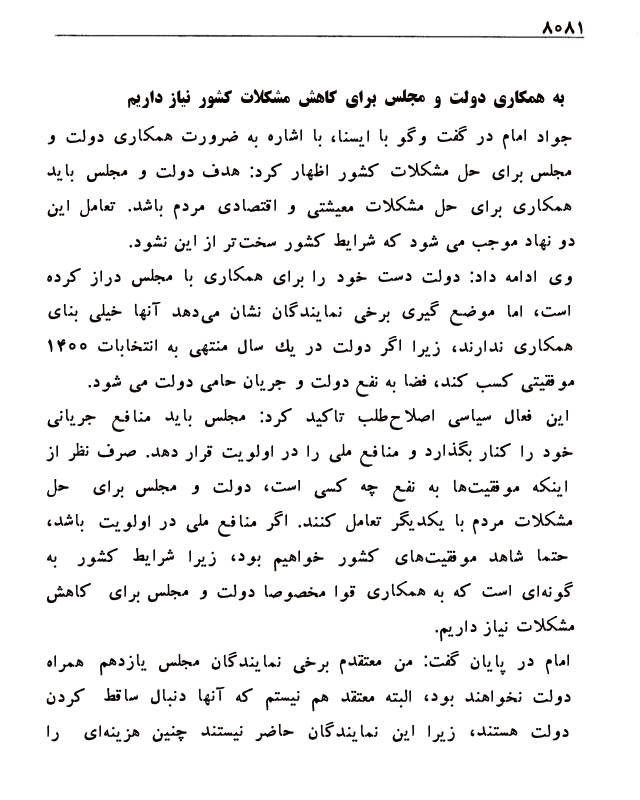 ۸۰۸۱
به همکاری دولت و مجلس برای کاهش مشکلات کشور نیاز داریم
جواد امام در گفت وگو با ایسنا، با اشاره به ضرورت همکاری دولت و
مجلس برای حل مشکلات کشور اظهار کرد: هدف دولت و مجلس باید
همکاری برای حل مشکلات معیشتی و اقتصادی مردم باشد. تعامل این
دو نهاد موجب می شود که شرایط کشور سخت‌تر از این نشود.
وی ادامه داد: دولت دست خود را برای همکاری با مجلس دراز کرده
است، اما موضع گیری برخی نمایندگان نشان می‌دهد آنها خیلی بنای
همکاری ندارند، زیرا اگر دولت در یك سال منتهی به انتخابات ۱۴۰۰
موفقیتی کسب کند، فضا به نفع دولت و جریان حامی دولت می شود.
این فعال سیاسی اصلاح‌طلب تاکید کرد: مجلس باید منافع جریانی
خود را کنار بگذارد و منافع ملی را در اولویت قرار دهد. صرف نظر از
اینکه موفقیت‌ها به نفع چه کسی است، دولت و مجلس برای حل
مشکلات مردم با یکدیگر تعامل کنند. اگر منافع ملی در اولویت باشد،
حتما شاهد موفقیت‌های کشور خواهیم بود، زیرا شرایط کشور به
گونه‌ای است که به همکاری قوا مخصوصا دولت و مجلس برای کاهش
مشکلات نیاز داریم.
امام در پایان گفت: من معتقدم برخی نمایندگان مجلس یازدهم همراه
دولت نخواهند بود، البته معتقد هم نیستم که آنها دنبال ساقط کردن
دولت هستند، زیرا این نمایندگان حاضر نیستند چنین هزینه‌ای را